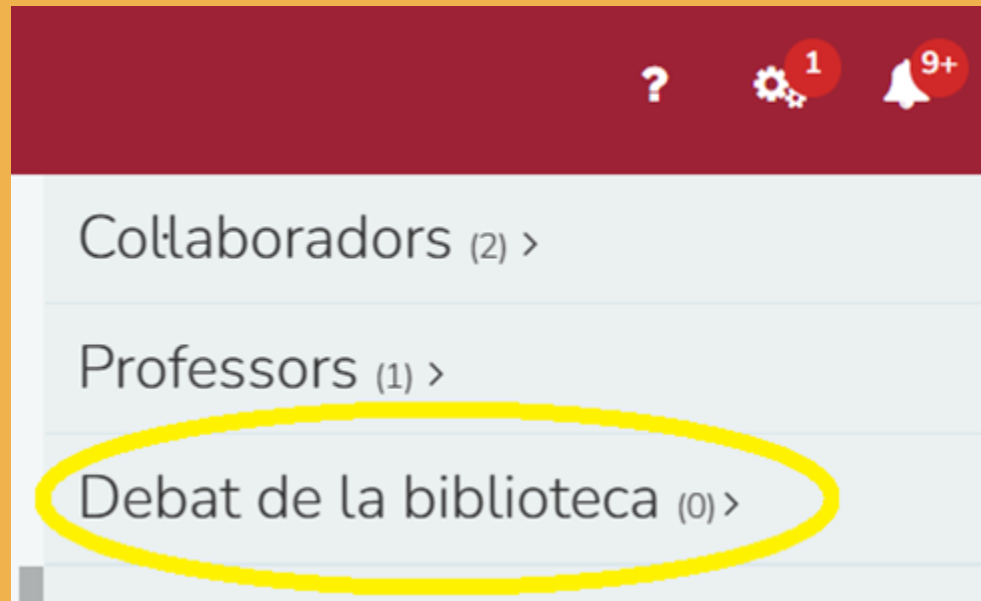 ? 1 9+
Col·laboradors (2) >
Professors (1) >
Debat de la biblioteca (0) >